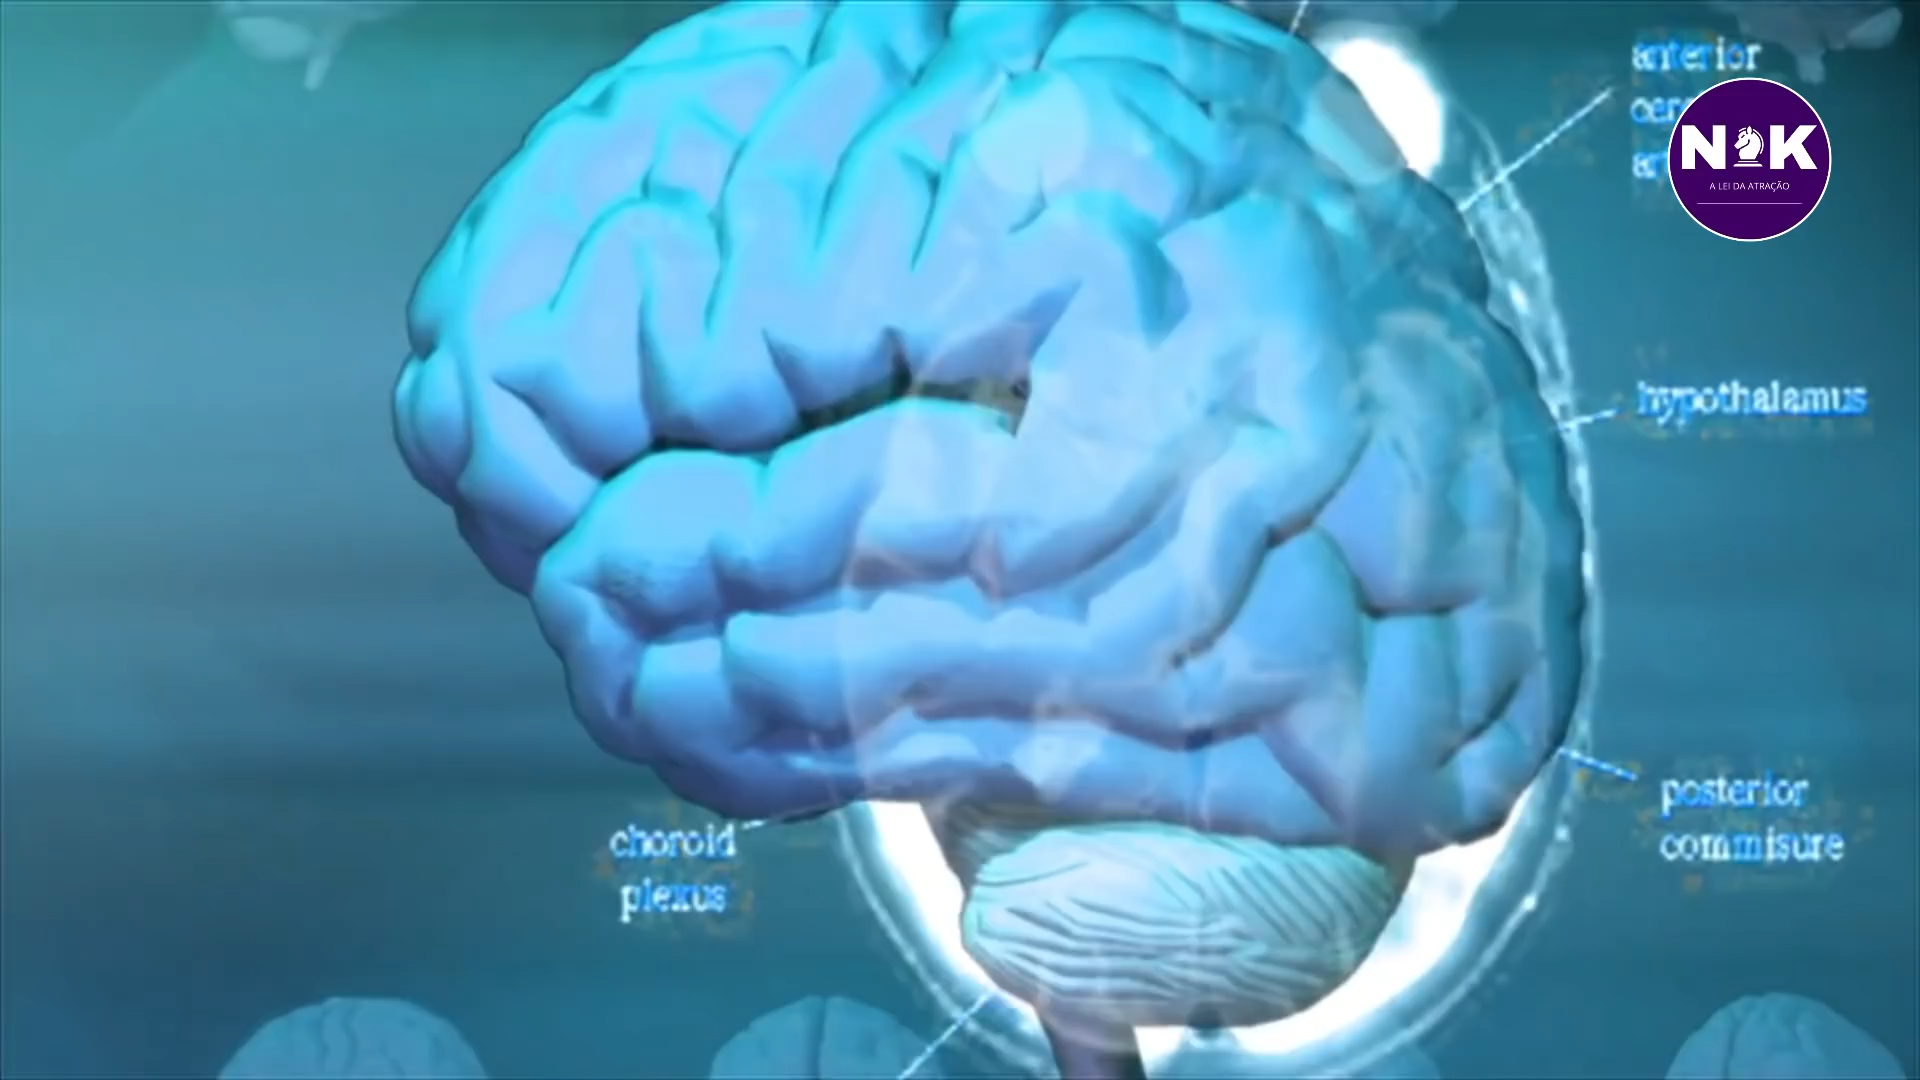 anterior
N K
A LEI DA ATRAÇÃO
hypothalamus
posterior
commisure
choroid
plexus